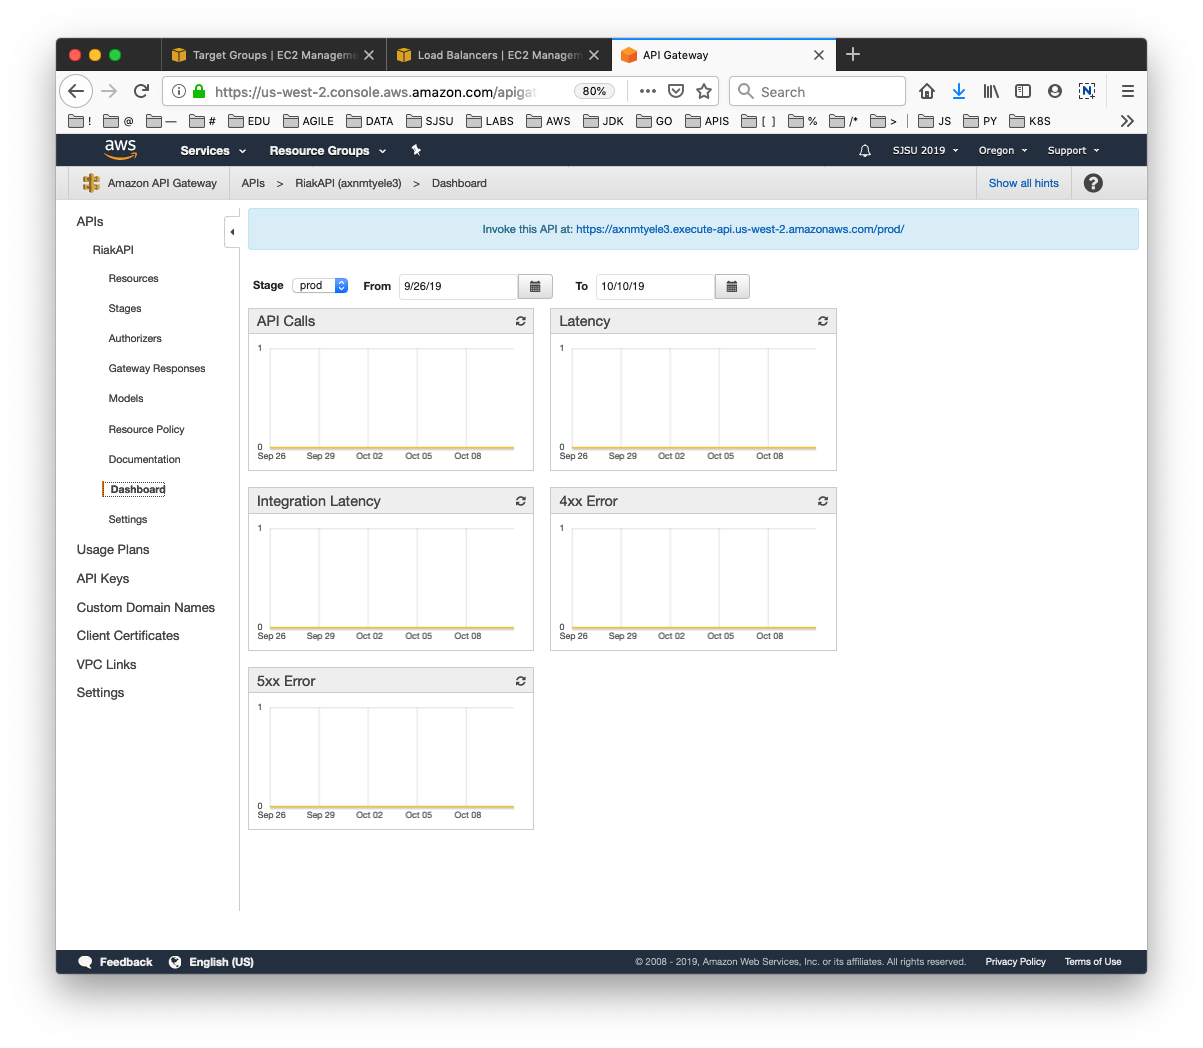 Target Groups | EC2 Manageme
Load Balancers | EC2 Managem
API Gateway
https://us-west-2.console.aws.amazon.com/apigat
80%
Search
! @ — # EDU AGILE DATA SJSU LABS AWS JDK GO APIS [ ] % /* > JS PY K8S
aws Services Resource Groups SJSU 2019 Oregon Support
Amazon API Gateway APIs > RiakAPI (axnmtyele3) > Dashboard Show all hints ?
APIs
RiakAPI
Resources
Stages
Authorizers
Gateway Responses
Models
Resource Policy
Documentation
Dashboard
Settings
Usage Plans
API Keys
Custom Domain Names
Client Certificates
VPC Links
Settings
Invoke this API at: https://axnmtyele3.execute-api.us-west-2.amazonaws.com/prod/
Stage prod From 9/26/19 To 10/10/19
API Calls
1
0
Sep 26 Sep 29 Oct 02 Oct 05 Oct 08
Latency
1
0
Sep 26 Sep 29 Oct 02 Oct 05 Oct 08
Integration Latency
1
0
Sep 26 Sep 29 Oct 02 Oct 05 Oct 08
4xx Error
1
0
Sep 26 Sep 29 Oct 02 Oct 05 Oct 08
5xx Error
1
0
Sep 26 Sep 29 Oct 02 Oct 05 Oct 08
Feedback English (US) © 2008 - 2019, Amazon Web Services, Inc. or its affiliates. All rights reserved. Privacy Policy Terms of Use